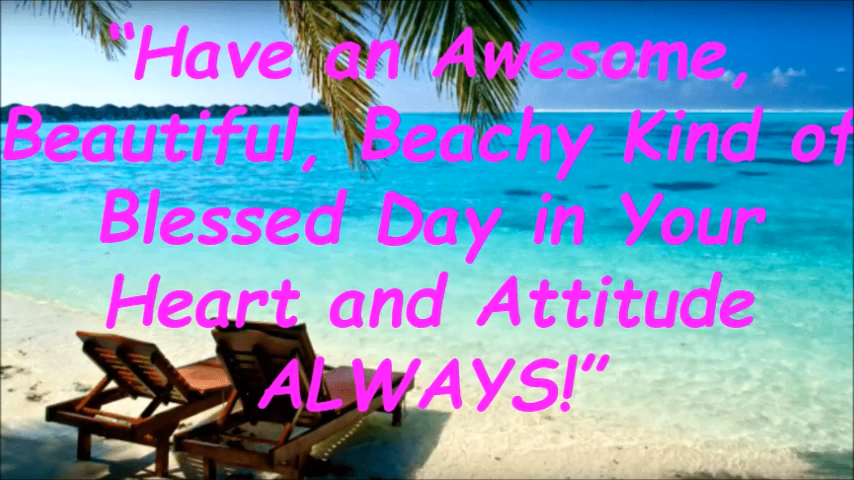 “Have an Awesome,
Beautiful, Beachy Kind of
Blessed Day in Your
Heart and Attitude
ALWAYS!”